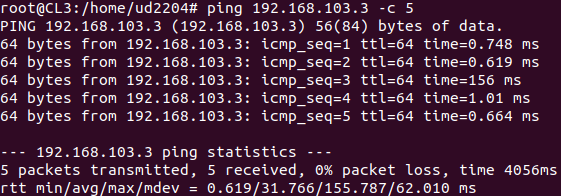 root@CL3:/home/ud2204# ping 192.168.103.3 -c 5
PING 192.168.103.3 (192.168.103.3) 56(84) bytes of data.
64 bytes from 192.168.103.3: icmp_seq=1 ttl=64 time=0.748 ms
64 bytes from 192.168.103.3: icmp_seq=2 ttl=64 time=0.619 ms
64 bytes from 192.168.103.3: icmp_seq=3 ttl=64 time=156 ms
64 bytes from 192.168.103.3: icmp_seq=4 ttl=64 time=1.01 ms
64 bytes from 192.168.103.3: icmp_seq=5 ttl=64 time=0.664 ms
--- 192.168.103.3 ping statistics ---
5 packets transmitted, 5 received, 0% packet loss, time 4056ms
rtt min/avg/max/mdev = 0.619/31.766/155.787/62.010 ms